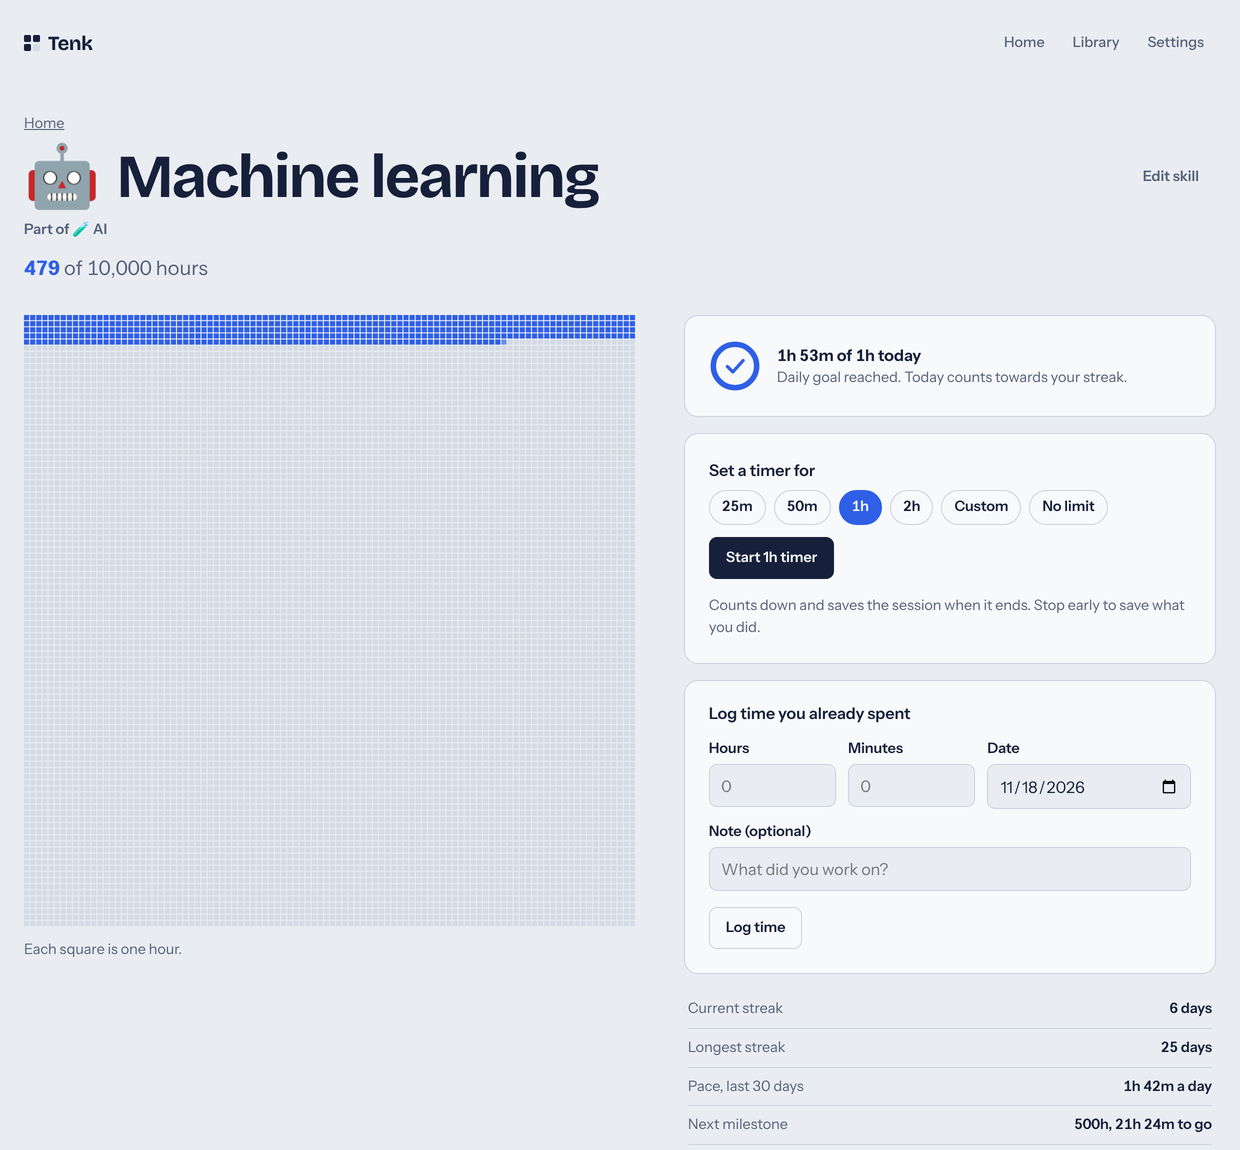 Tenk
Home
Library
Settings
Home
Machine learning
Edit skill
Part of 🧪 AI
479 of 10,000 hours
Each square is one hour.
1h 53m of 1h today
Daily goal reached. Today counts towards your streak.
Set a timer for
25m
50m
1h
2h
Custom
No limit
Start 1h timer
Counts down and saves the session when it ends. Stop early to save what
you did.
Log time you already spent
Hours
Minutes
Date
0
0
11/18/2026
Note (optional)
What did you work on?
Log time
Current streak
6 days
Longest streak
25 days
Pace, last 30 days
1h 42m a day
Next milestone
500h, 21h 24m to go